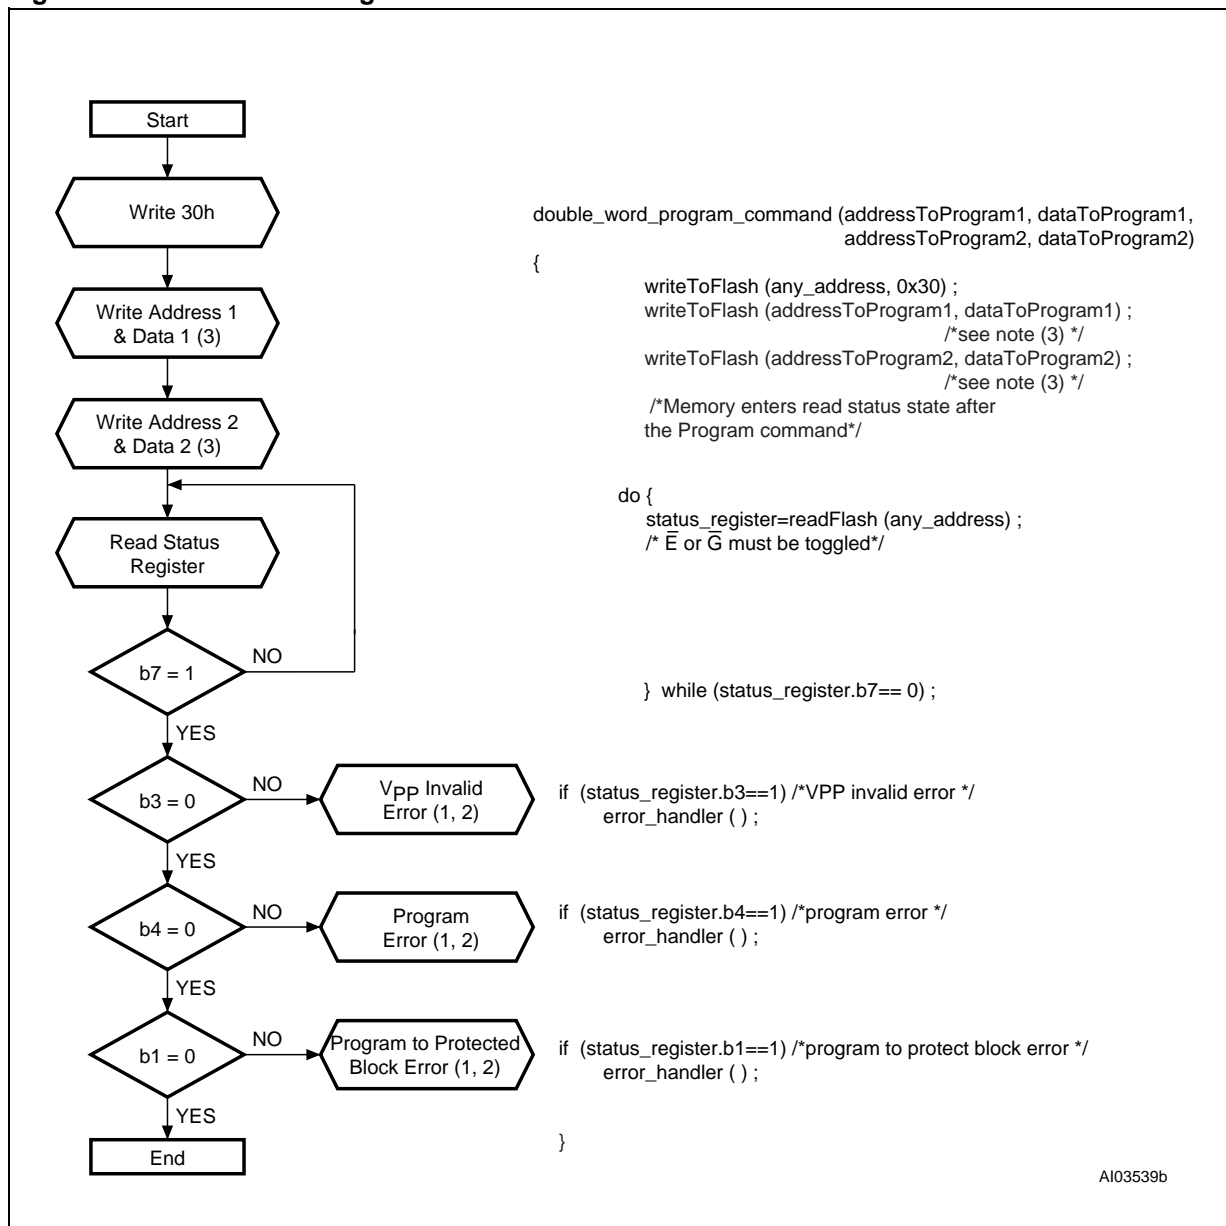 Start
Write 30h
Write Address 1
& Data 1 (3)
Write Address 2
& Data 2 (3)
Read Status
Register
b7 = 1
NO
YES
b3 = 0
NO
VPP Invalid
Error (1, 2)
YES
b4 = 0
NO
Program
Error (1, 2)
YES
b1 = 0
NO
Program to Protected
Block Error (1, 2)
YES
End
double_word_program_command (addressToProgram1, dataToProgram1,
addressToProgram2, dataToProgram2)
{
writeToFlash (any_address, 0x30) ;
writeToFlash (addressToProgram1, dataToProgram1) ;
/*see note (3) */
writeToFlash (addressToProgram2, dataToProgram2) ;
/*see note (3) */
/*Memory enters read status state after
the Program command*/
do {
status_register=readFlash (any_address) ;
/* E̅ or G̅ must be toggled*/
} while (status_register.b7== 0) ;
if (status_register.b3==1) /*VPP invalid error */
error_handler ( ) ;
if (status_register.b4==1) /*program error */
error_handler ( ) ;
if (status_register.b1==1) /*program to protect block error */
error_handler ( ) ;
}
AI03539b